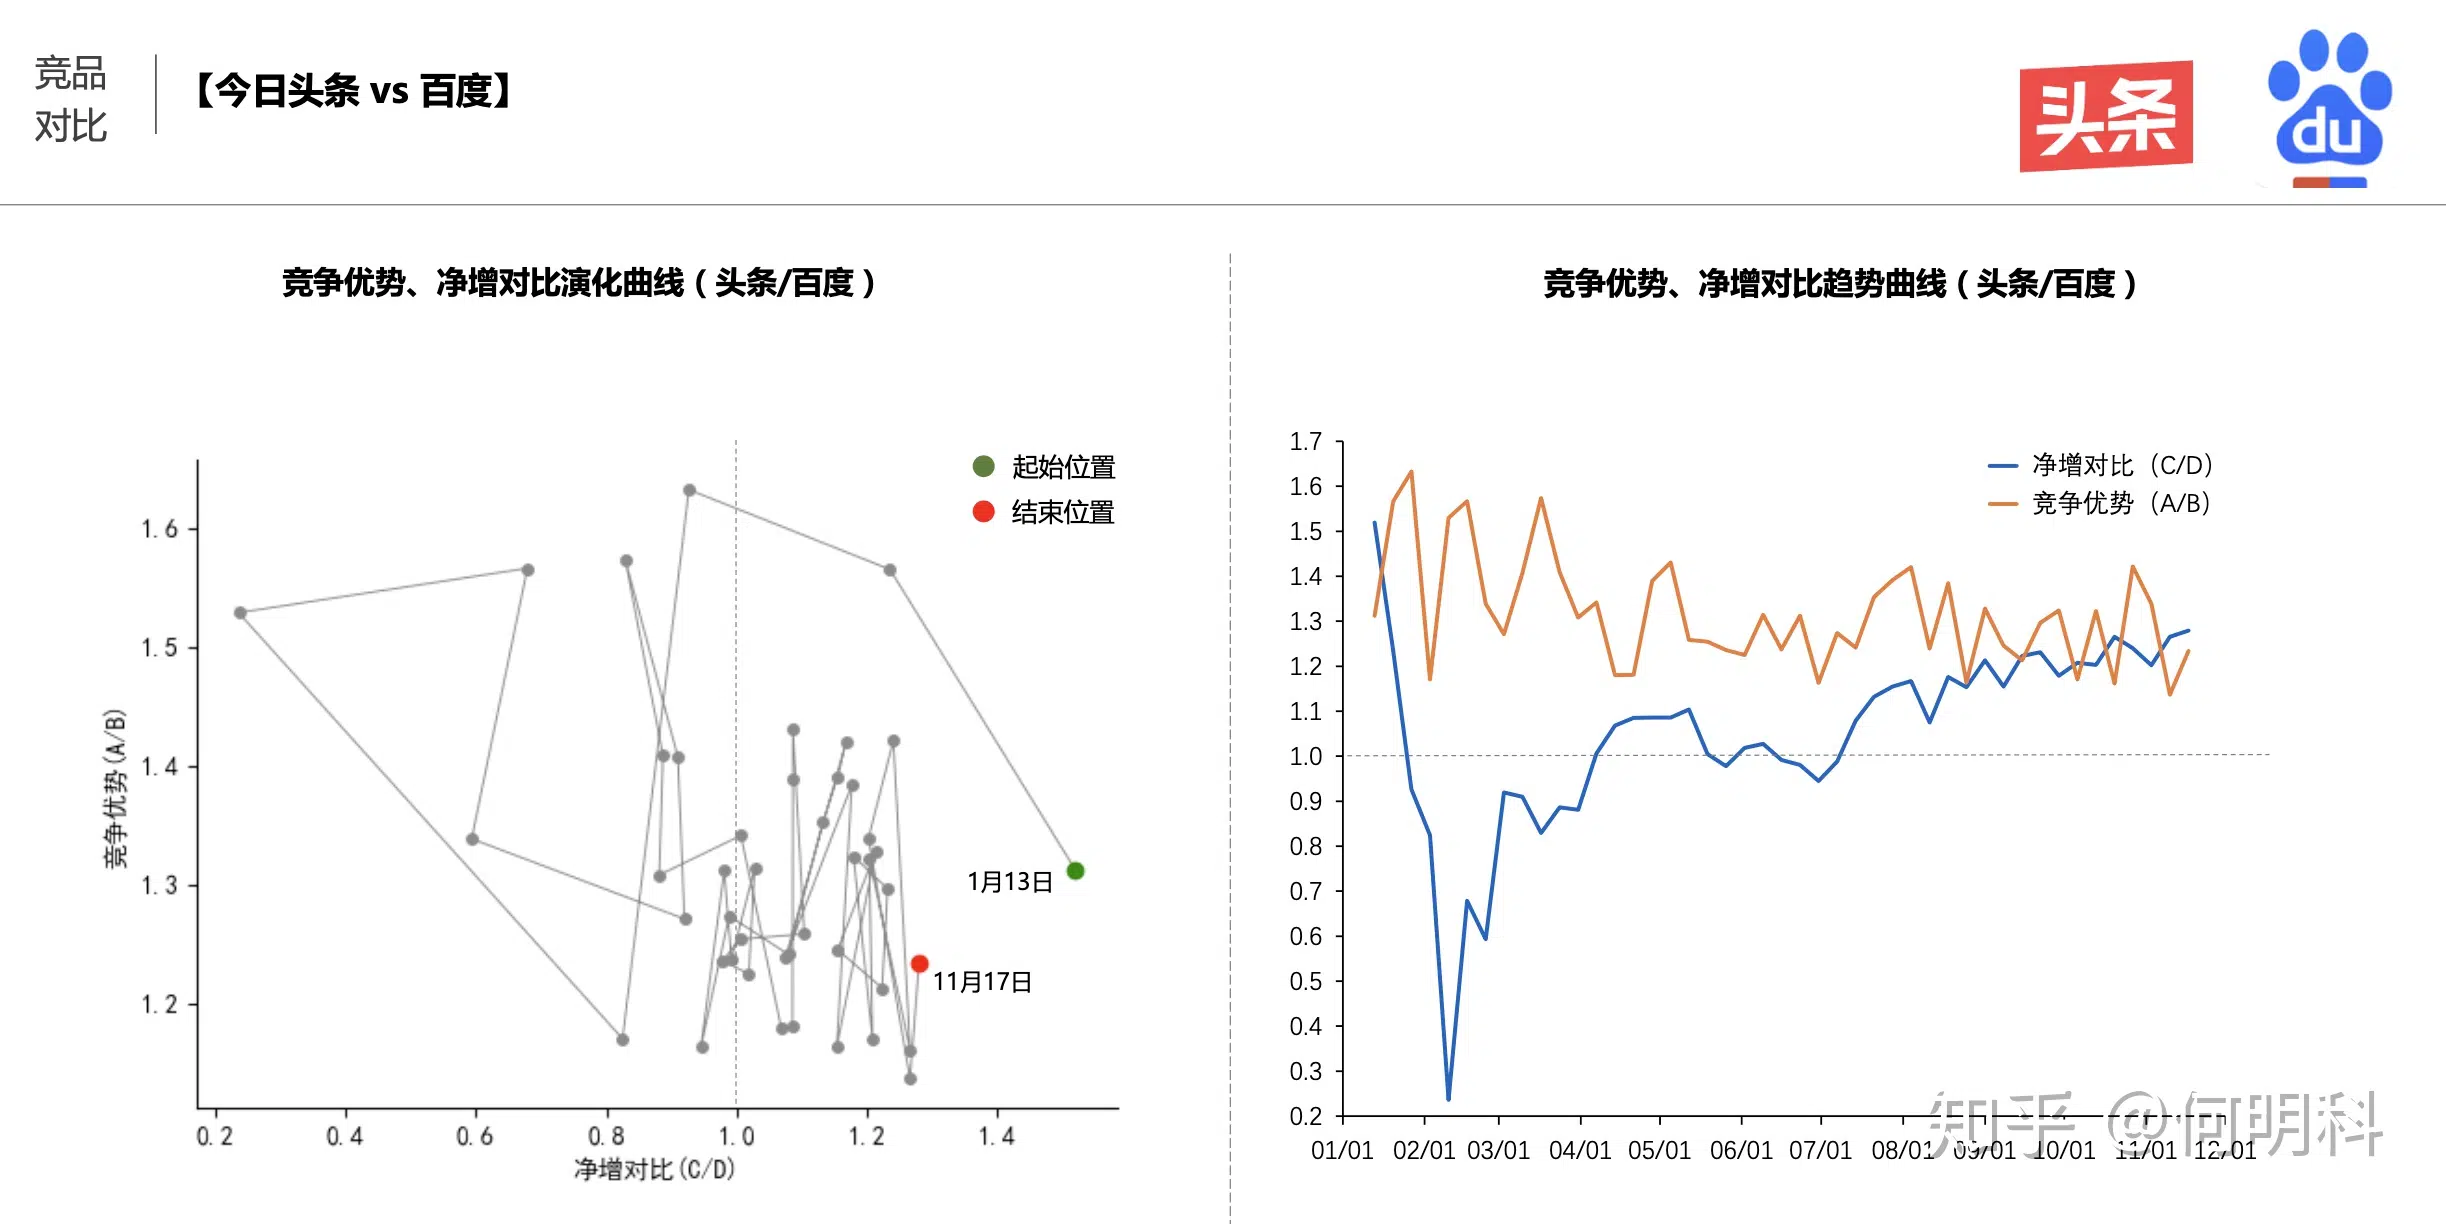 竞品
对比
【今日头条 vs 百度】
头条
du
竞争优势、净增对比演化曲线（头条/百度）
起始位置
结束位置
1.6
1.5
1.4
1.3
1.2
竞争优势(A/B)
1月13日
11月17日
0.2 0.4 0.6 0.8 1.0 1.2 1.4
净增对比(C/D)
竞争优势、净增对比趋势曲线（头条/百度）
净增对比（C/D）
竞争优势（A/B）
1.7
1.6
1.5
1.4
1.3
1.2
1.1
1.0
0.9
0.8
0.7
0.6
0.5
0.4
0.3
0.2
01/01 02/01 03/01 04/01 05/01 06/01 07/01 08/01 09/01 10/01 11/01 12/01
知乎 @何明科